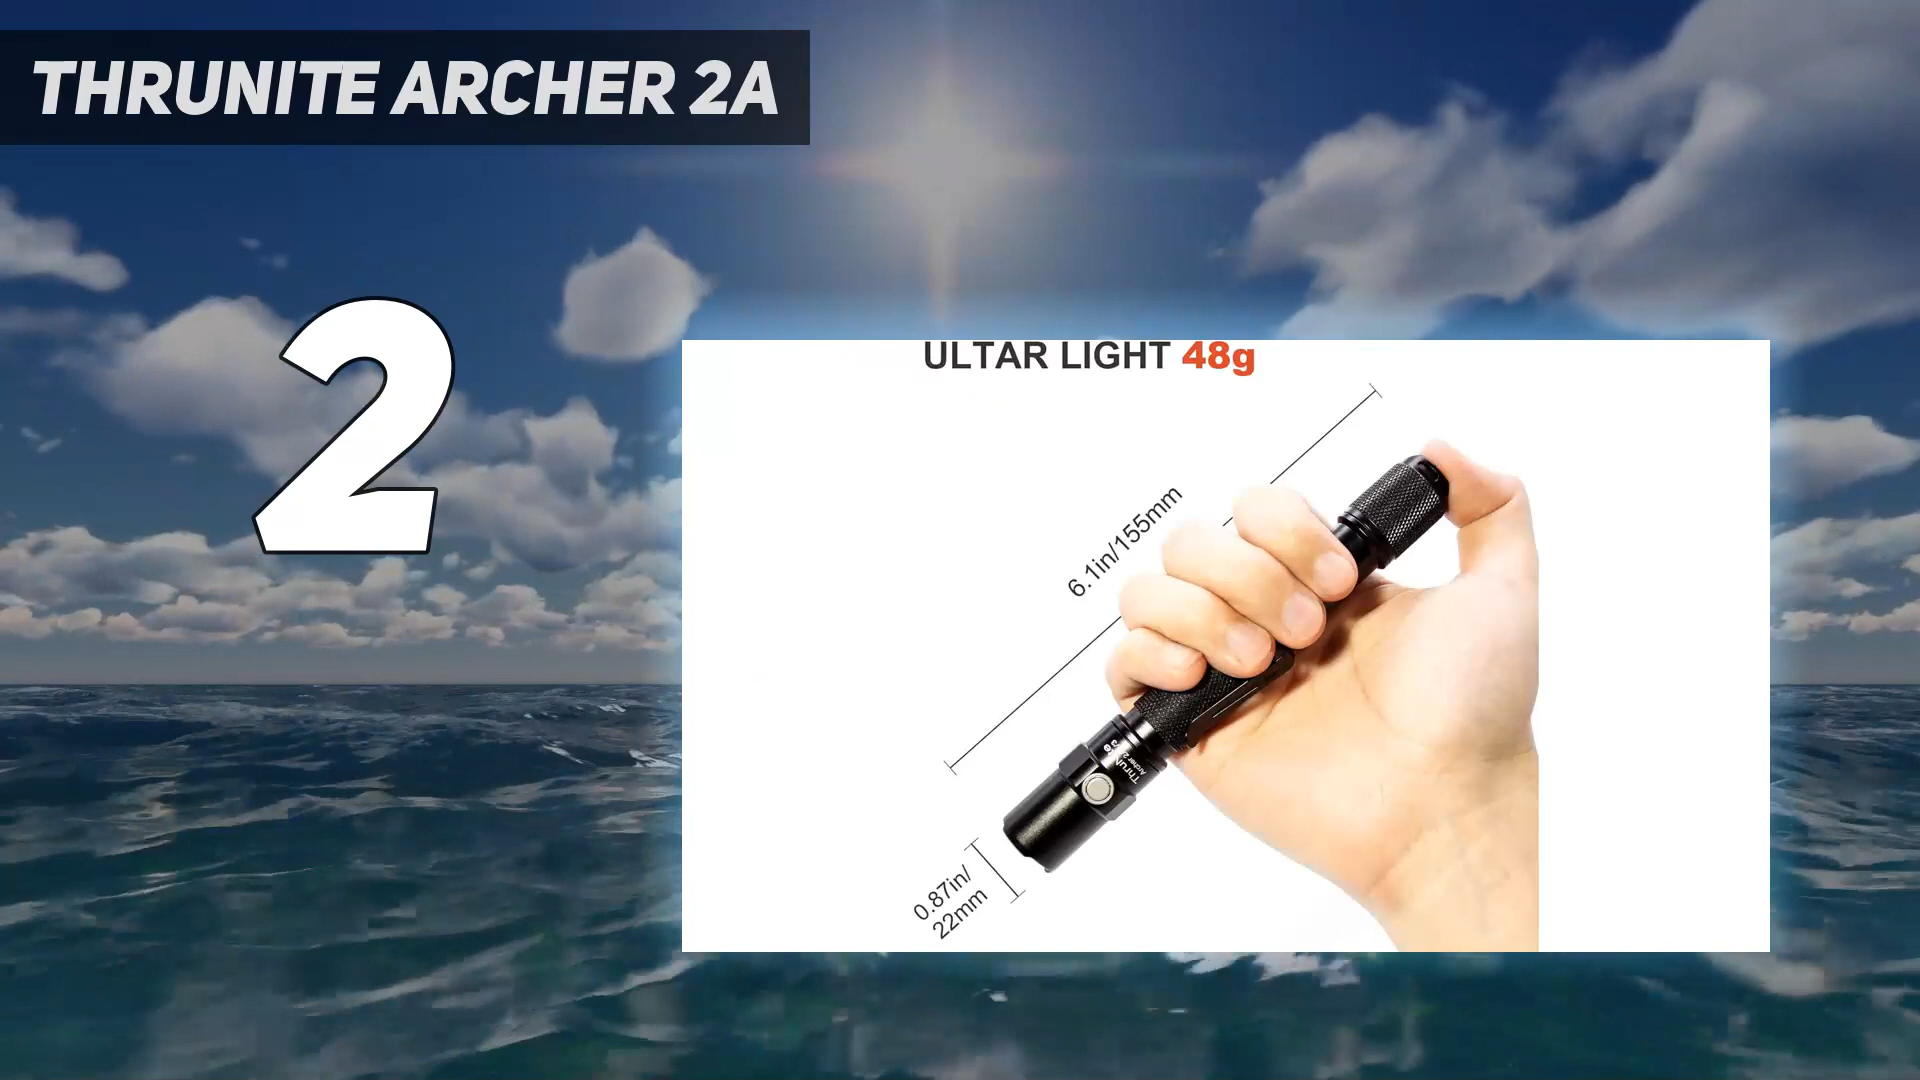 THRUNITE ARCHER 2A
2
ULTAR LIGHT 48g
6.1in/155mm
0.87in/
22mm